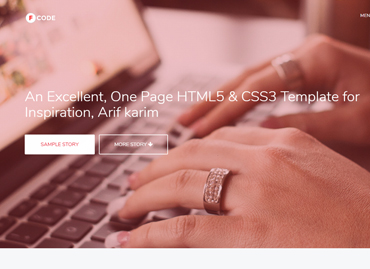 CODE
MEN
An Excellent, One Page HTML5 & CSS3 Template for
Inspiration, Arif karim
SAMPLE STORY
MORE STORY